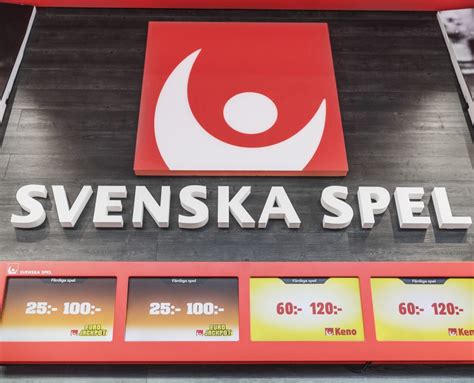 SVENSKA SPEL
SVENSKA SPEL
Färdiga spel
25:- 100:-
EURO
JACKPOT
Färdiga spel
25:- 100:-
EURO
JACKPOT
Färdiga spel
60:- 120:-
Keno
Färdiga spel
60:- 120:-
Keno